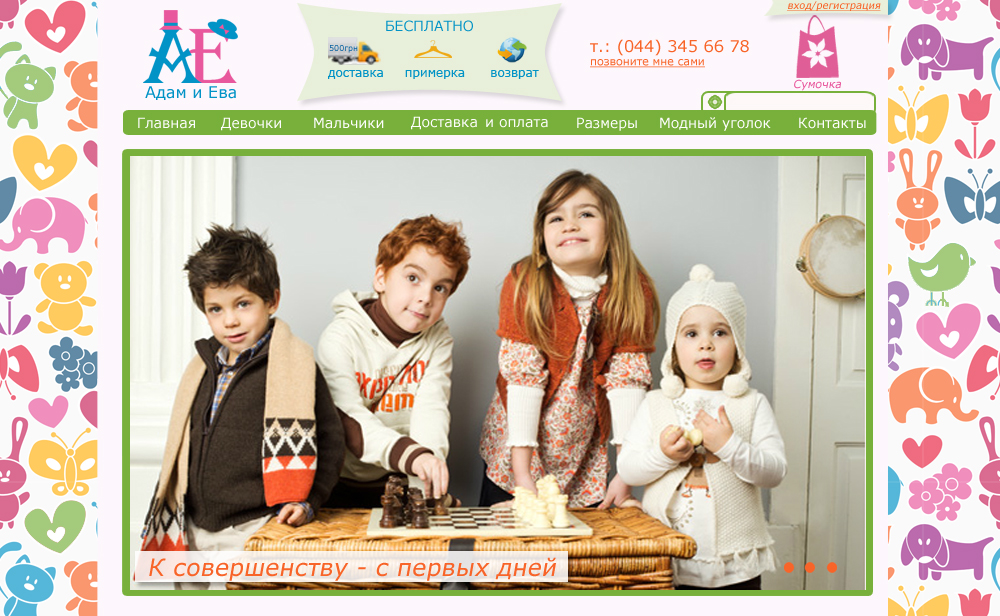 вход/регистрация
АЕ
Адам и Ева
БЕСПЛАТНО
500грн
доставка примерка возврат
т.: (044) 345 66 78
позвоните мне сами
Сумочка
Главная Девочки Мальчики Доставка и оплата Размеры Модный уголок Контакты
К совершенству - с первых дней